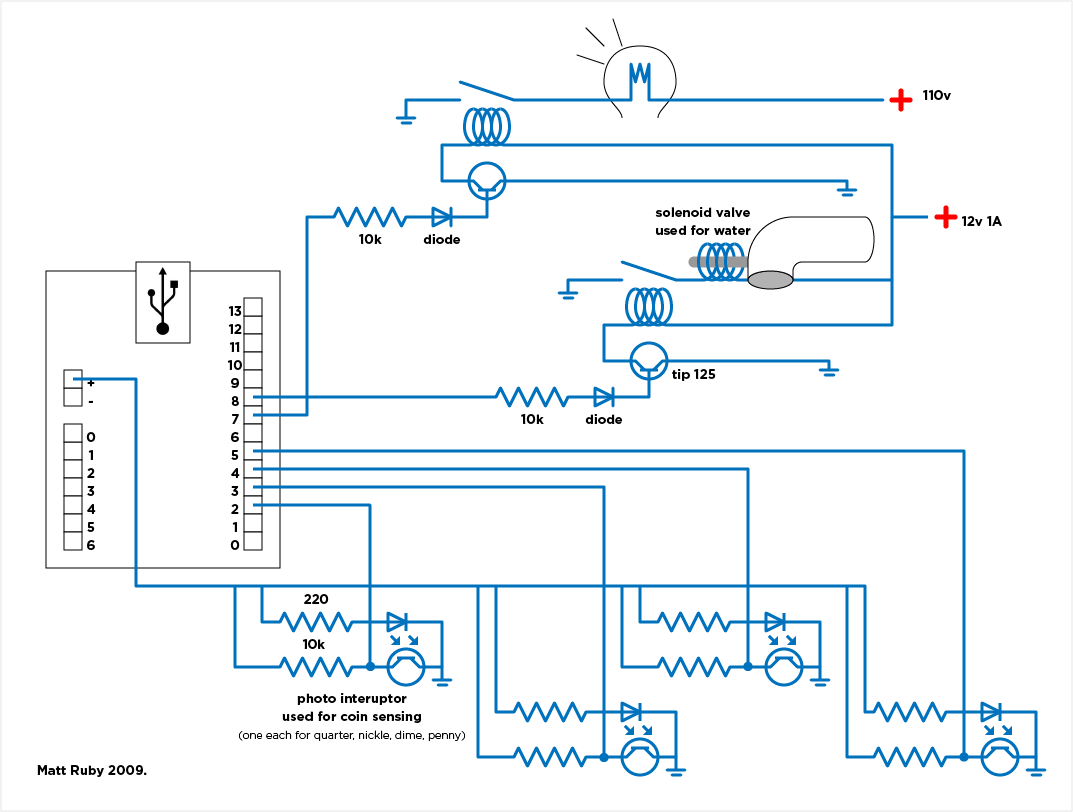 110v
10k
diode
solenoid valve
used for water
12v 1A
13
12
11
10
9
8
7
6
5
4
3
2
1
0
+
-
0
1
2
3
4
5
6
tip 125
10k
diode
220
10k
photo interuptor
used for coin sensing
(one each for quarter, nickle, dime, penny)
Matt Ruby 2009.